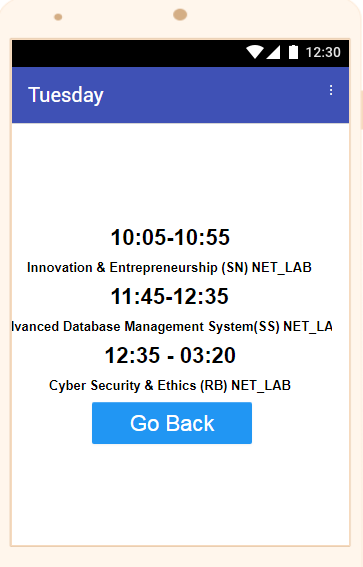 12:30
Tuesday
10:05-10:55
Innovation & Entrepreneurship (SN) NET_LAB
11:45-12:35
lvanced Database Management System(SS) NET_LA
12:35 - 03:20
Cyber Security & Ethics (RB) NET_LAB
Go Back